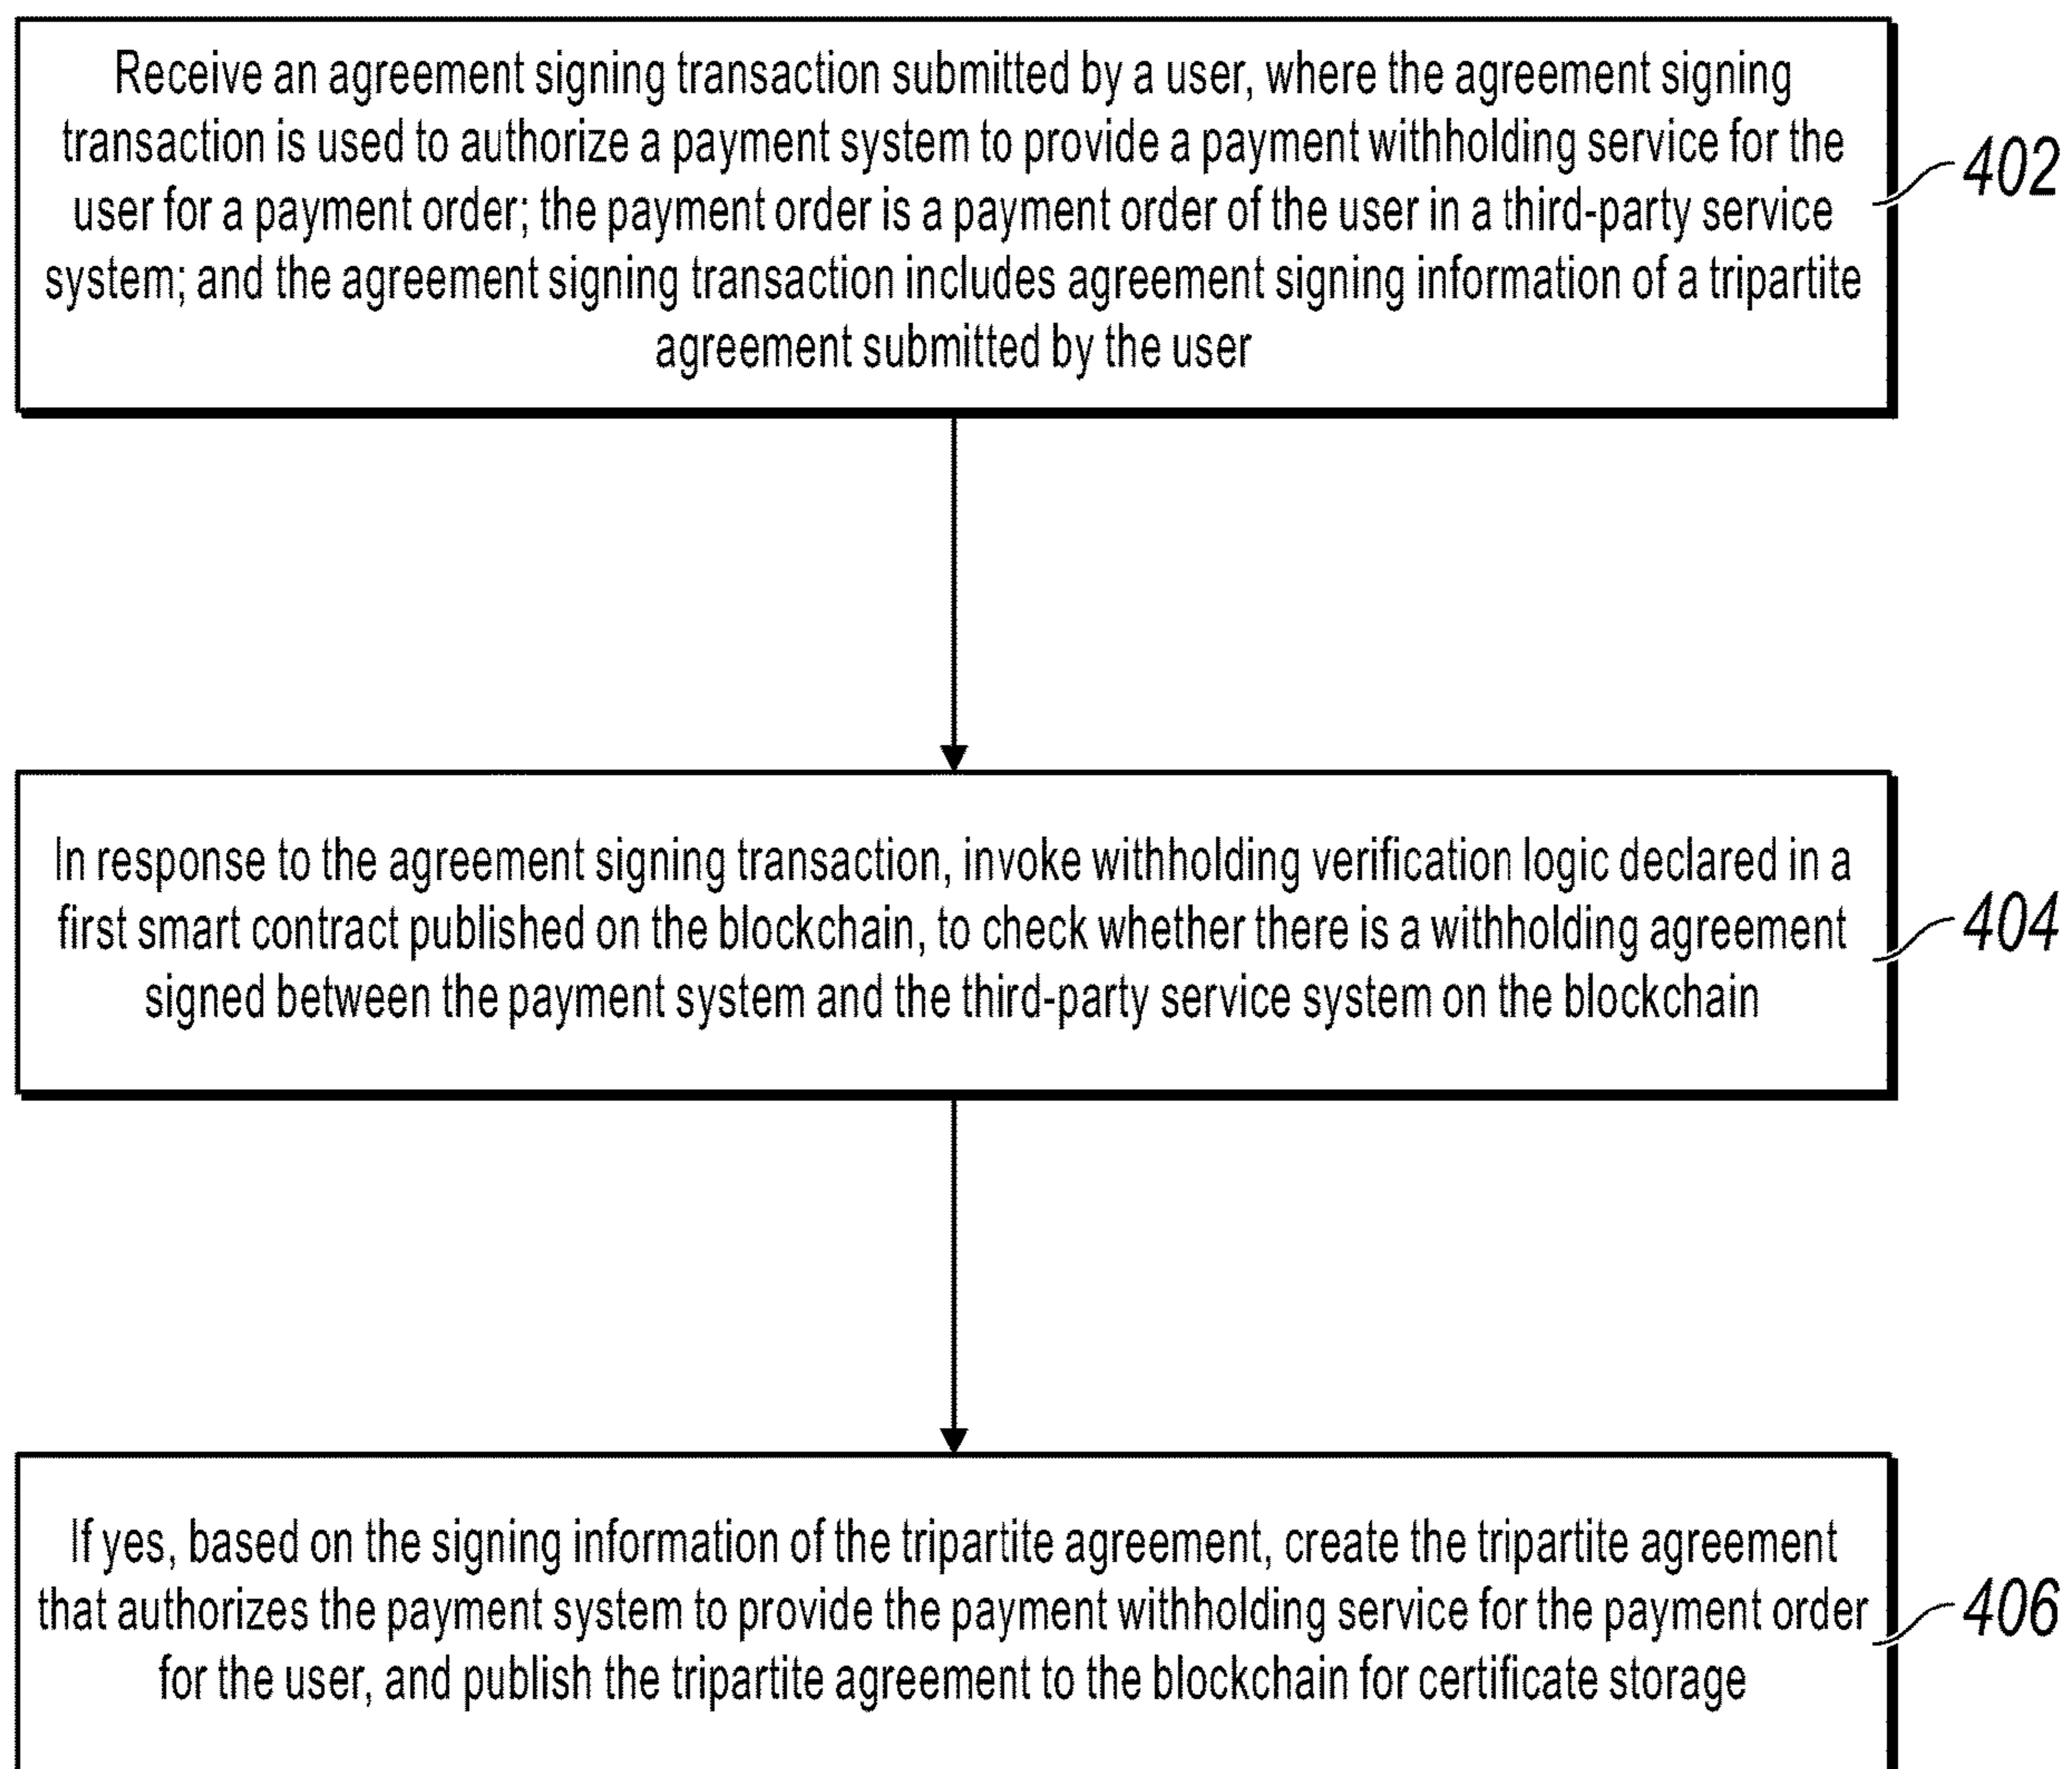 Receive an agreement signing transaction submitted by a user, where the agreement signing
transaction is used to authorize a payment system to provide a payment withholding service for the
user for a payment order; the payment order is a payment order of the user in a third-party service
system; and the agreement signing transaction includes agreement signing information of a tripartite
agreement submitted by the user
402
In response to the agreement signing transaction, invoke withholding verification logic declared in a
first smart contract published on the blockchain, to check whether there is a withholding agreement
signed between the payment system and the third-party service system on the blockchain
404
If yes, based on the signing information of the tripartite agreement, create the tripartite agreement
that authorizes the payment system to provide the payment withholding service for the payment order
for the user, and publish the tripartite agreement to the blockchain for certificate storage
406